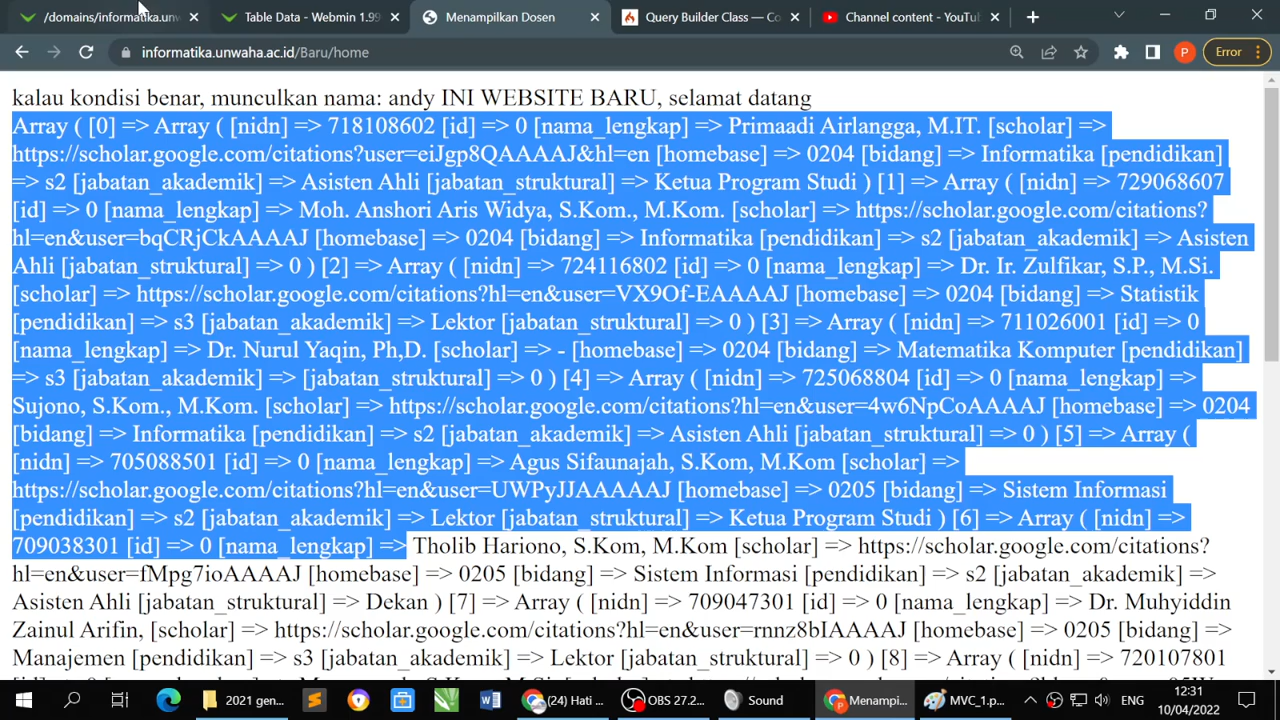 /domains/informatika.unw
Table Data - Webmin 1.99
Menampilkan Dosen
Query Builder Class — Co
Channel content - YouTu
informatika.unwaha.ac.id/Baru/home
P
Error
kalau kondisi benar, munculkan nama: andy INI WEBSITE BARU, selamat datang
Array ( [0] => Array ( [nidn] => 718108602 [id] => 0 [nama_lengkap] => Primaadi Airlangga, M.IT. [scholar] =>
https://scholar.google.com/citations?user=eiJgp8QAAAAJ&hl=en [homebase] => 0204 [bidang] => Informatika [pendidikan]
=> s2 [jabatan_akademik] => Asisten Ahli [jabatan_struktural] => Ketua Program Studi ) [1] => Array ( [nidn] => 729068607
[id] => 0 [nama_lengkap] => Moh. Anshori Aris Widya, S.Kom., M.Kom. [scholar] => https://scholar.google.com/citations?
hl=en&user=bqCRjCkAAAAJ [homebase] => 0204 [bidang] => Informatika [pendidikan] => s2 [jabatan_akademik] => Asisten
Ahli [jabatan_struktural] => 0 ) [2] => Array ( [nidn] => 724116802 [id] => 0 [nama_lengkap] => Dr. Ir. Zulfikar, S.P., M.Si.
[scholar] => https://scholar.google.com/citations?hl=en&user=VX9Of-EAAAAJ [homebase] => 0204 [bidang] => Statistik
[pendidikan] => s3 [jabatan_akademik] => Lektor [jabatan_struktural] => 0 ) [3] => Array ( [nidn] => 711026001 [id] => 0
[nama_lengkap] => Dr. Nurul Yaqin, Ph,D. [scholar] => - [homebase] => 0204 [bidang] => Matematika Komputer [pendidikan]
=> s3 [jabatan_akademik] => [jabatan_struktural] => 0 ) [4] => Array ( [nidn] => 725068804 [id] => 0 [nama_lengkap] =>
Sujono, S.Kom., M.Kom. [scholar] => https://scholar.google.com/citations?hl=en&user=4w6NpCoAAAAJ [homebase] => 0204
[bidang] => Informatika [pendidikan] => s2 [jabatan_akademik] => Asisten Ahli [jabatan_struktural] => 0 ) [5] => Array (
[nidn] => 705088501 [id] => 0 [nama_lengkap] => Agus Sifaunajah, S.Kom, M.Kom [scholar] =>
https://scholar.google.com/citations?hl=en&user=UWPyJJAAAAAJ [homebase] => 0205 [bidang] => Sistem Informasi
[pendidikan] => s2 [jabatan_akademik] => Lektor [jabatan_struktural] => Ketua Program Studi ) [6] => Array ( [nidn] =>
709038301 [id] => 0 [nama_lengkap] => Tholib Hariono, S.Kom, M.Kom [scholar] => https://scholar.google.com/citations?
hl=en&user=fMpg7ioAAAAJ [homebase] => 0205 [bidang] => Sistem Informasi [pendidikan] => s2 [jabatan_akademik] =>
Asisten Ahli [jabatan_struktural] => Dekan ) [7] => Array ( [nidn] => 709047301 [id] => 0 [nama_lengkap] => Dr. Muhyiddin
Zainul Arifin, [scholar] => https://scholar.google.com/citations?hl=en&user=rnnz8bIAAAAJ [homebase] => 0205 [bidang] =>
Manajemen [pendidikan] => s3 [jabatan_akademik] => Lektor [jabatan_struktural] => 0 ) [8] => Array ( [nidn] => 720107801
2021 gen...
(24) Hati ...
OBS 27.2...
Sound
Menampi...
MVC_1.p...
ENG
12:31
10/04/2022